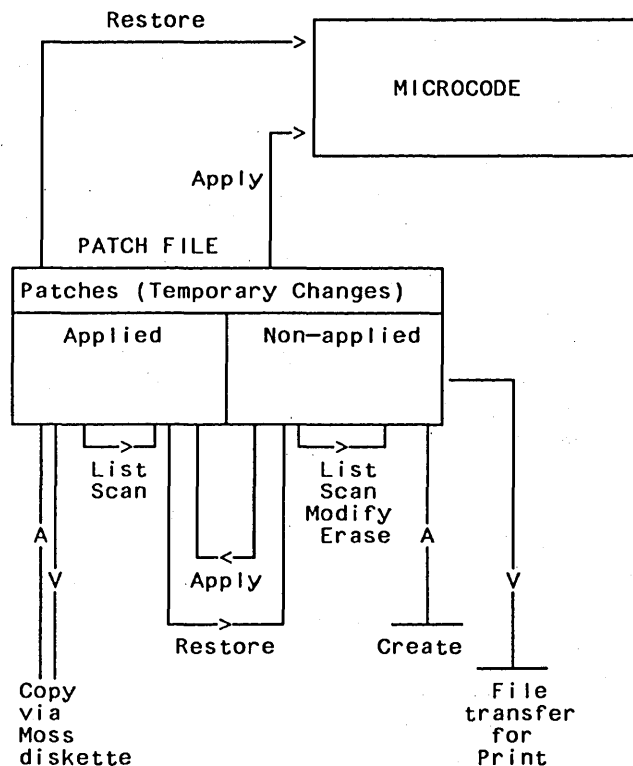 Restore
MICROCODE
Apply
PATCH FILE
Patches (Temporary Changes)
Applied
Non-applied
List
Scan
List
Scan
Modify
Erase
A
A
V
V
Apply
Restore
Create
Copy
via
Moss
diskette
File
transfer
for
Print